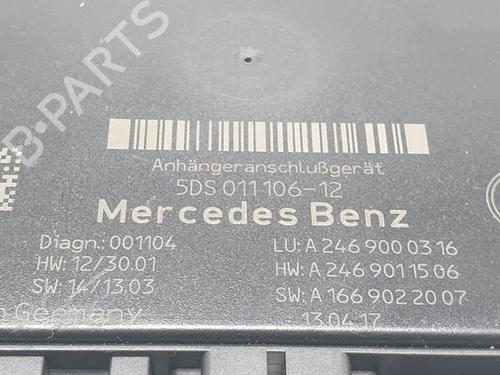 Anhängeranschlußgerät
5DS 011 106-12
Mercedes Benz
Diagn.: 001104
HW: 12/30.01
SW: 14/13.03
Germany
LU: A 246 900 03 16
HW: A 246 901 15 06
SW: A 166 902 20 07
13.04.17
B-PARTS